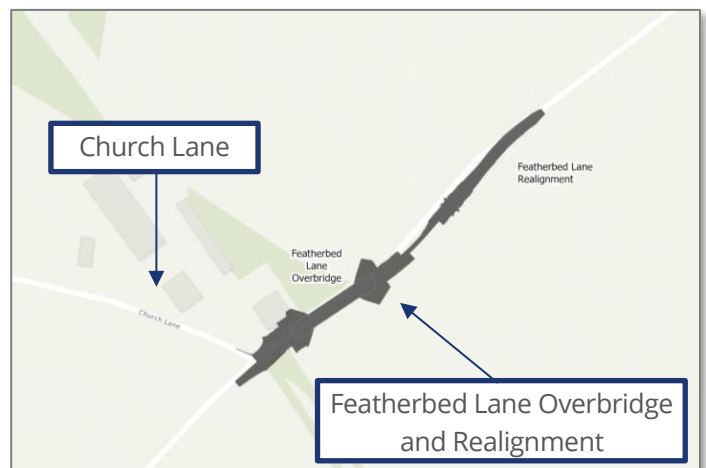 Church Lane
Featherbed Lane
Realignment
Featherbed
Lane
Overbridge
Church Lane
Featherbed Lane Overbridge
and Realignment